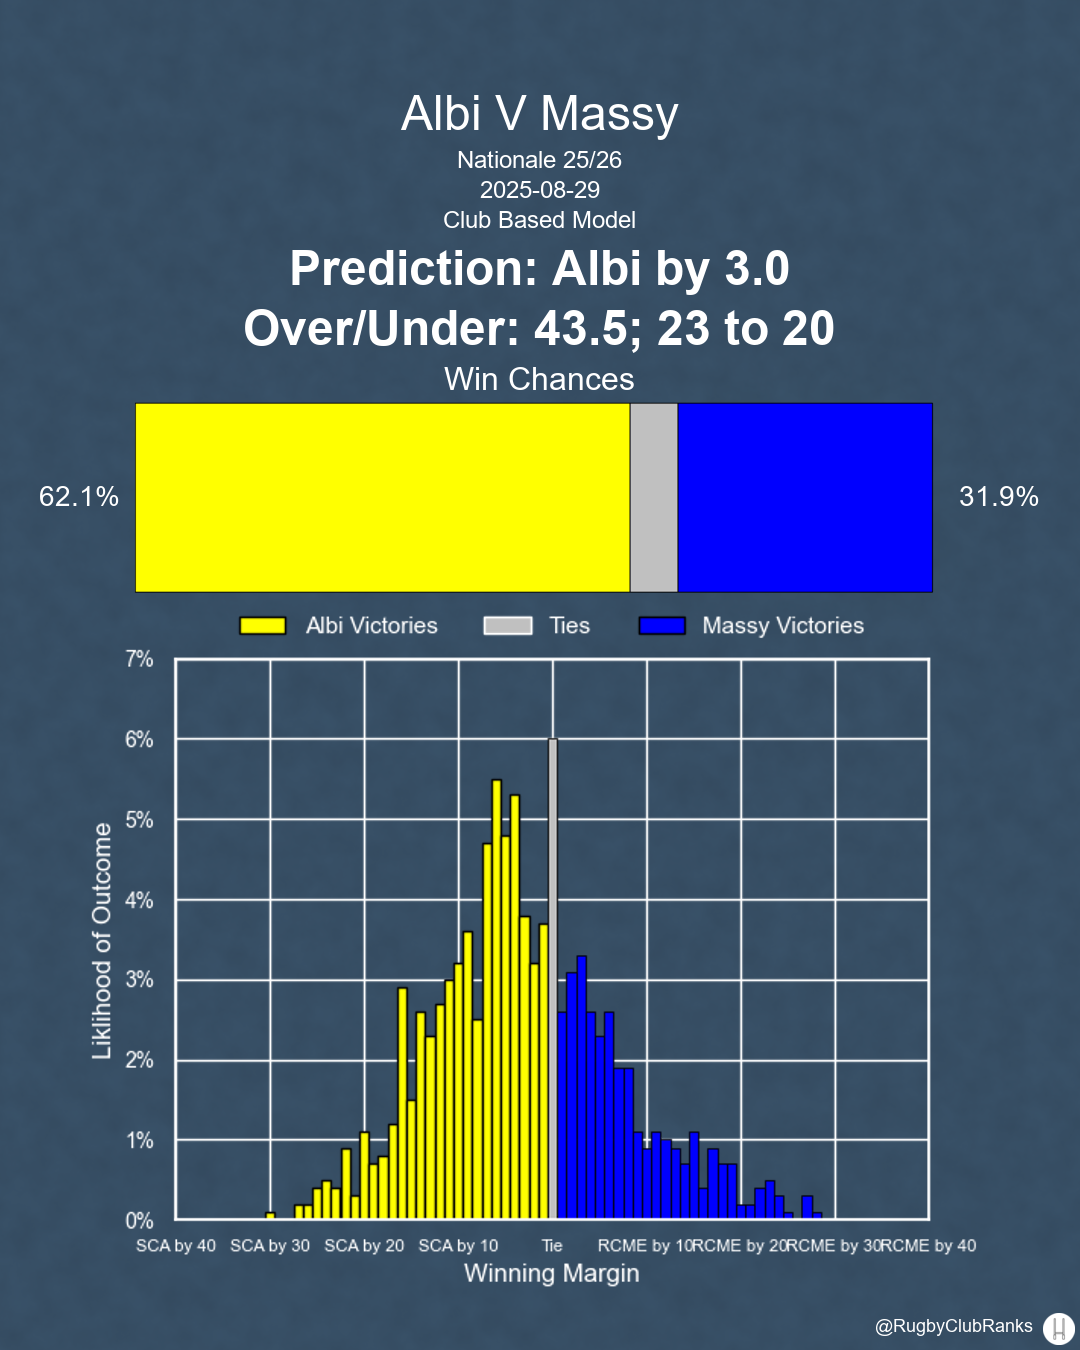 Albi V Massy
Nationale 25/26
2025-08-29
Club Based Model
Prediction: Albi by 3.0
Over/Under: 43.5; 23 to 20
Win Chances
62.1%
31.9%
Albi Victories
Ties
Massy Victories
7%
6%
5%
4%
3%
2%
1%
0%
Liklihood of Outcome
SCA by 40 SCA by 30 SCA by 20 SCA by 10 Tie RCME by 10 RCME by 20 RCME by 30 RCME by 40
Winning Margin
@RugbyClubRanks